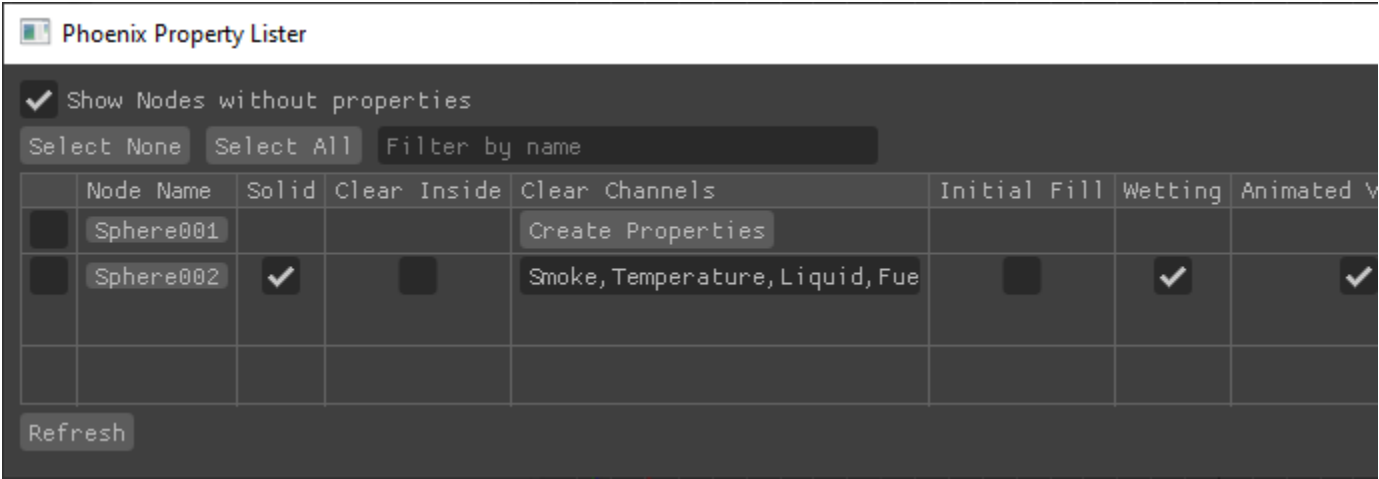 Phoenix Property Lister
Show Nodes without properties
Select None Select All Filter by name
Node Name Solid Clear Inside Clear Channels Initial Fill Wetting Animated V
Sphere001 Create Properties
Sphere002 Smoke,Temperature,Liquid,Fue
Refresh